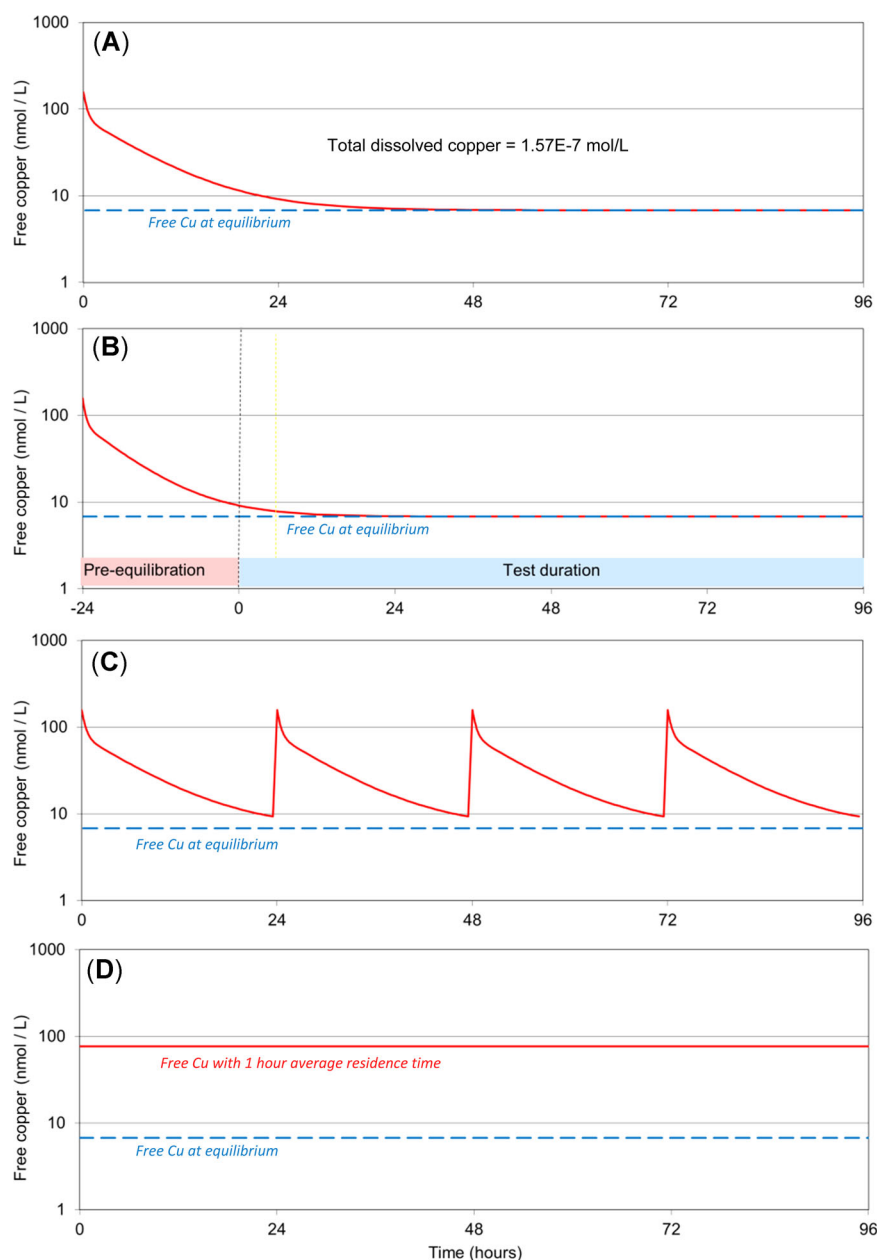 (A)
Free copper (nmol / L)
1000
100
10
1
Total dissolved copper = 1.57E-7 mol/L
Free Cu at equilibrium
0 24 48 72 96
(B)
Free copper (nmol / L)
1000
100
10
1
Free Cu at equilibrium
Pre-equilibration Test duration
-24 0 24 48 72 96
(C)
Free copper (nmol / L)
1000
100
10
1
Free Cu at equilibrium
0 24 48 72 96
(D)
Free copper (nmol / L)
1000
100
10
1
Free Cu with 1 hour average residence time
Free Cu at equilibrium
0 24 48 72 96
Time (hours)